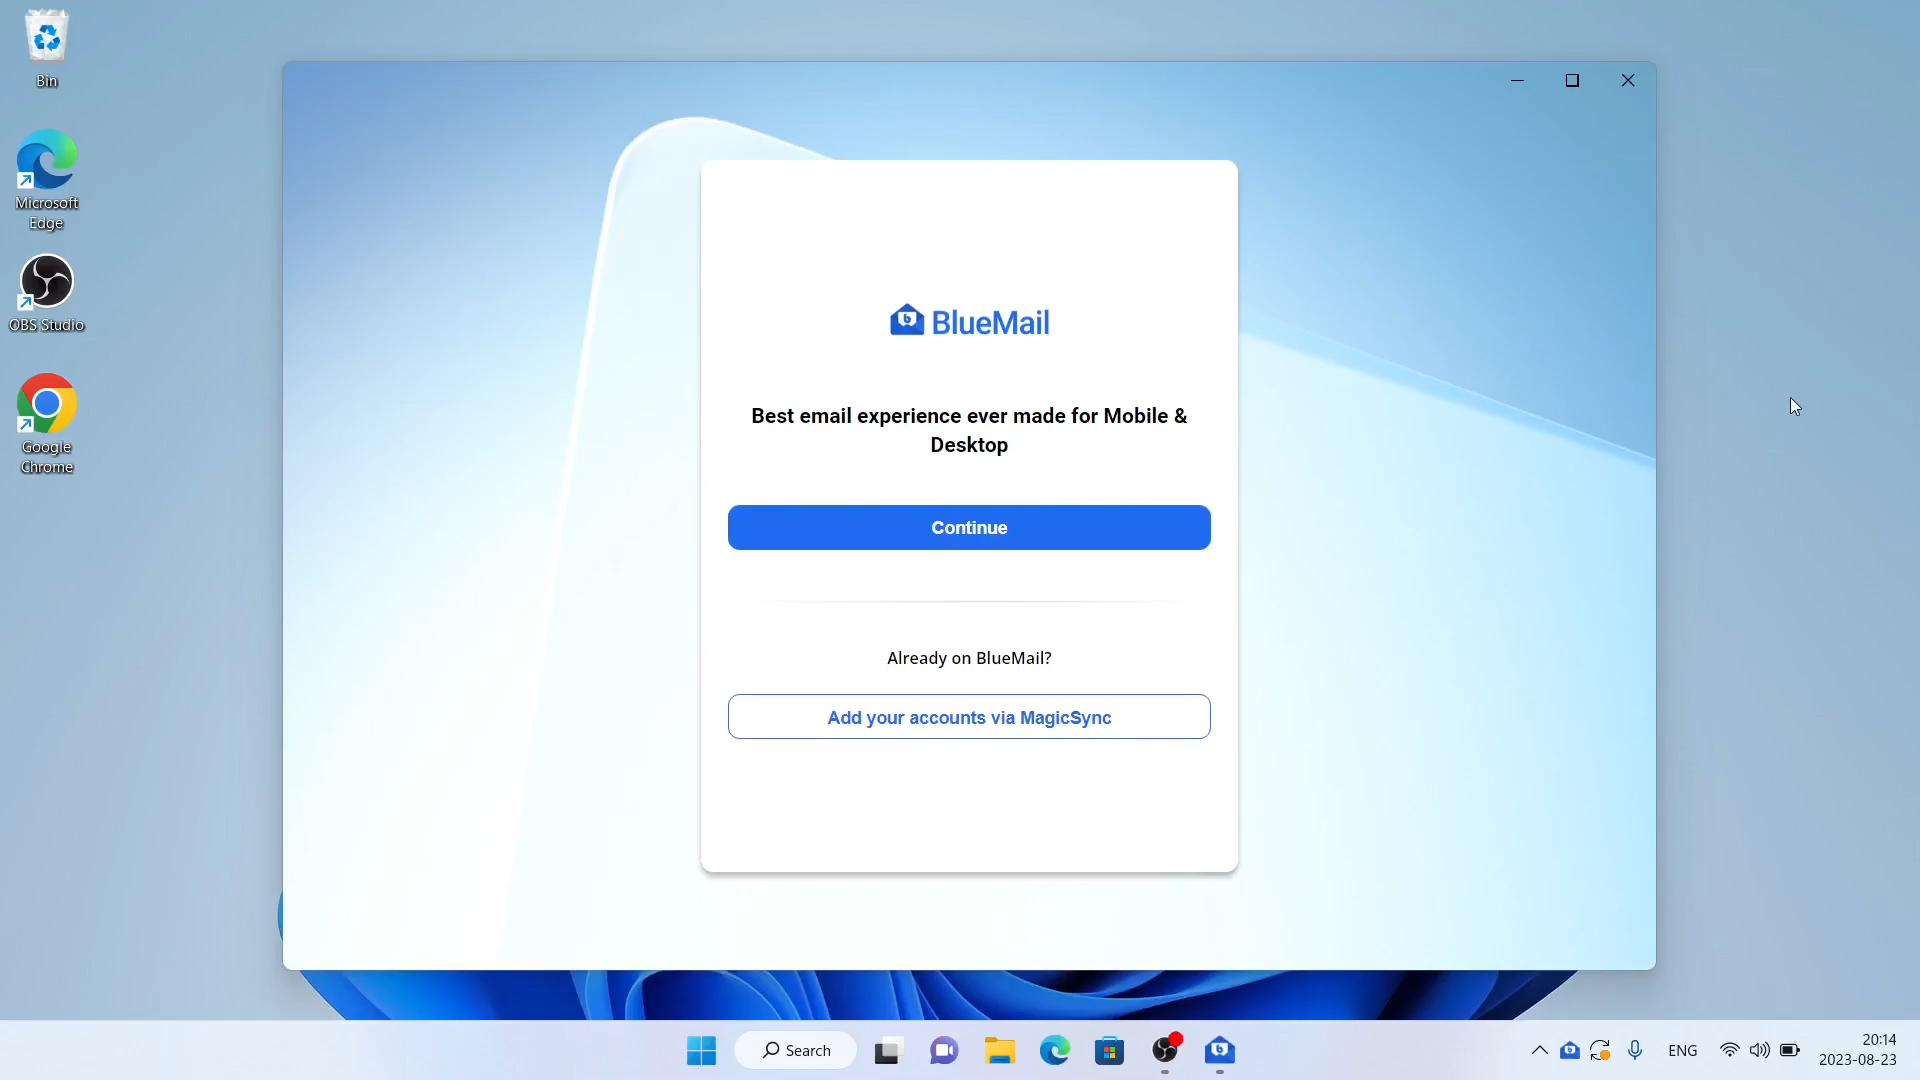 Bin
Microsoft
Edge
OBS Studio
Google
Chrome
BlueMail
Best email experience ever made for Mobile &
Desktop
Continue
Already on BlueMail?
Add your accounts via MagicSync
Search
ENG
20:14
2023-08-23